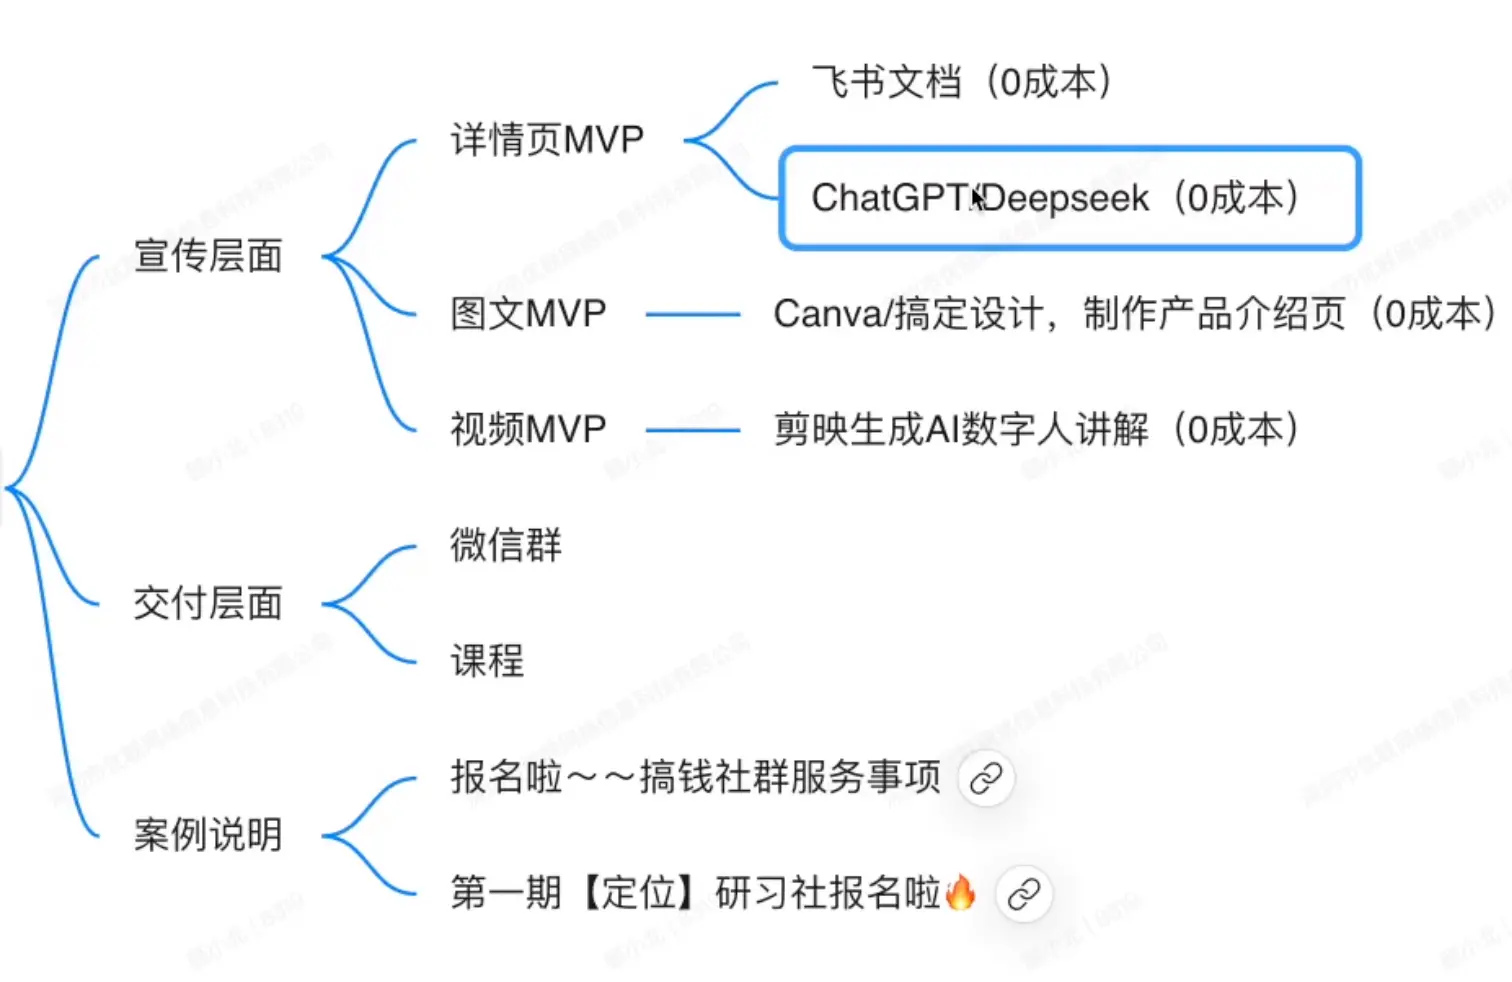 飞书文档（0成本）
详情页MVP
ChatGPT/Deepseek（0成本）
宣传层面
图文MVP
Canva/搞定设计，制作产品介绍页（0成本）
视频MVP
剪映生成AI数字人讲解（0成本）
微信群
交付层面
课程
报名啦～～搞钱社群服务事项
案例说明
第一期【定位】研习社报名啦🔥